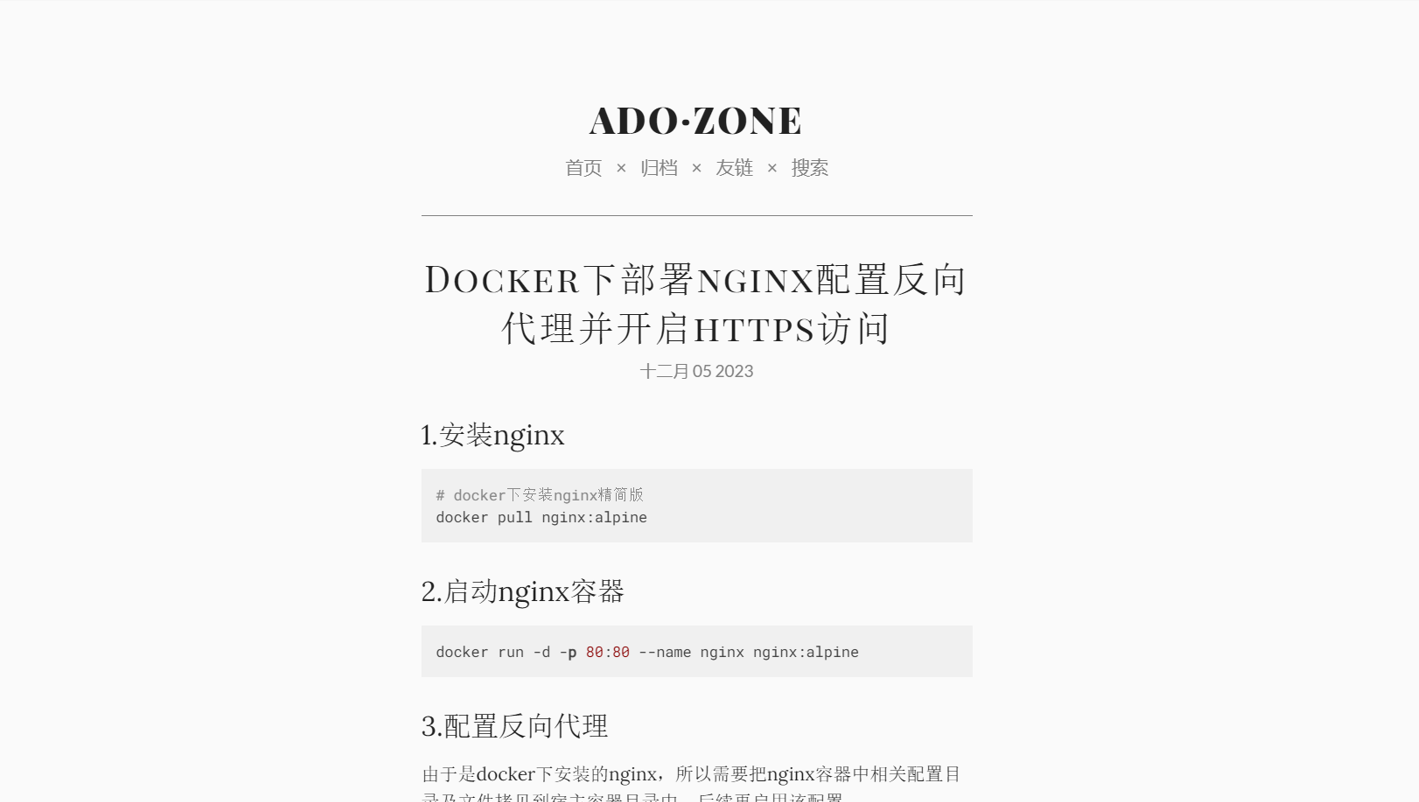 ADO·ZONE
首页 × 归档 × 友链 × 搜索
Docker下部署nginx配置反向
代理并开启https访问
十二月 05 2023
1.安装nginx
# docker下安装nginx精简版
docker pull nginx:alpine
2.启动nginx容器
docker run -d -p 80:80 --name nginx nginx:alpine
3.配置反向代理
由于是docker下安装的nginx，所以需要把nginx容器中相关配置目
录及文件拷贝到宿主容器目录中，后续再启用该配置